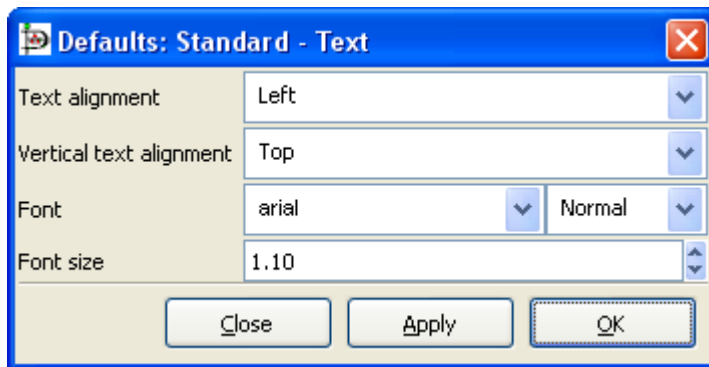 Defaults: Standard - Text
Text alignment Left
Vertical text alignment Top
Font arial Normal
Font size 1.10
Close Apply OK